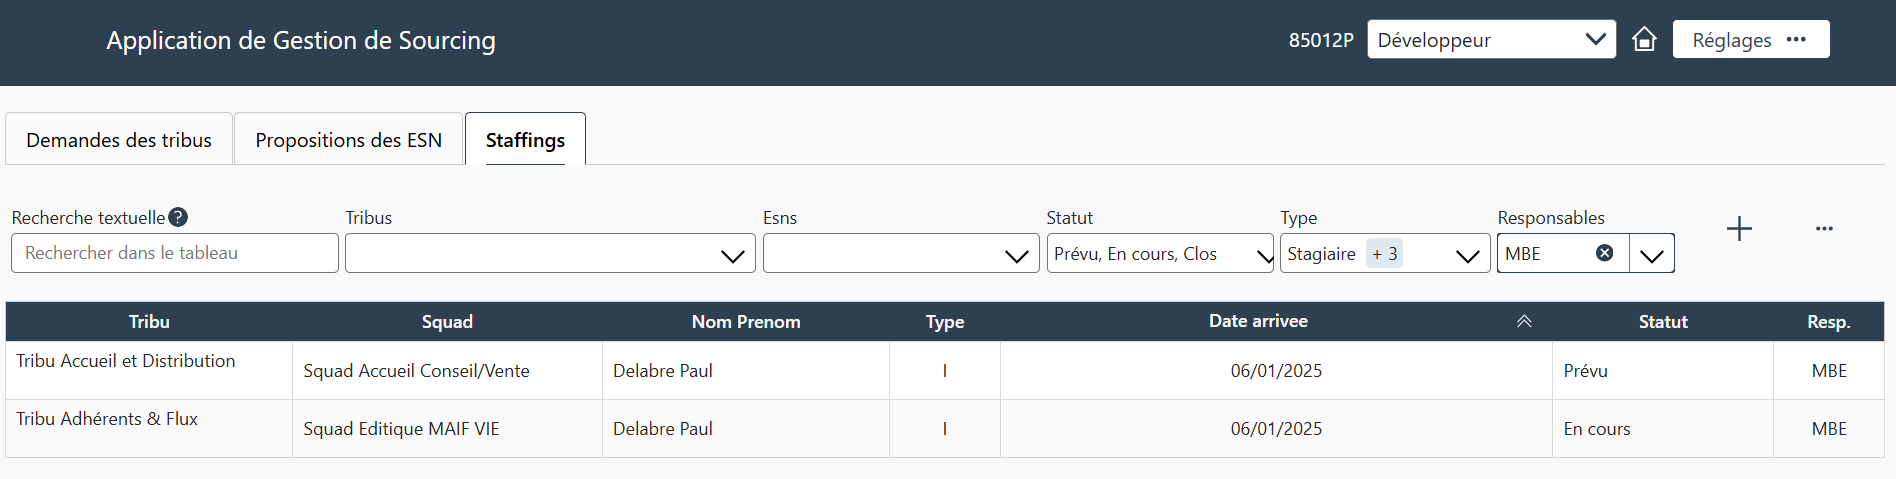 Application de Gestion de Sourcing
85012P Développeur Réglages
Demandes des tribus Propositions des ESN Staffings
Recherche textuelle ? Tribus Esns Statut Type Responsables
Rechercher dans le tableau Prévu, En cours, Clos Stagiaire + 3 MBE
Tribu Squad Nom Prenom Type Date arrivee Statut Resp.
Tribu Accueil et Distribution Squad Accueil Conseil/Vente Delabre Paul I 06/01/2025 Prévu MBE
Tribu Adhérents & Flux Squad Editique MAIF VIE Delabre Paul I 06/01/2025 En cours MBE